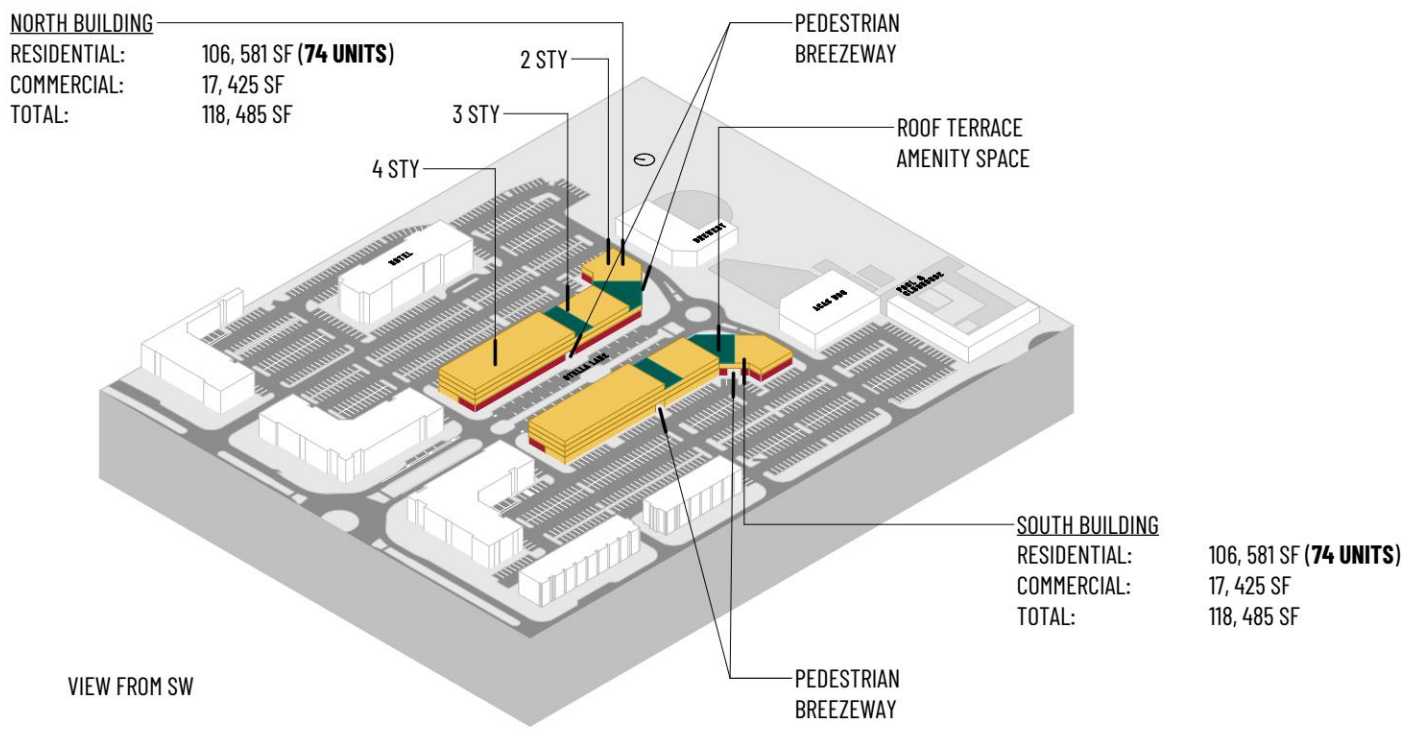 NORTH BUILDING
RESIDENTIAL: 106, 581 SF (74 UNITS)
COMMERCIAL: 17, 425 SF
TOTAL: 118, 485 SF
2 STY
3 STY
4 STY
PEDESTRIAN
BREEZEWAY
ROOF TERRACE
AMENITY SPACE
HOTEL
BREWERY
POOL &
CLUBHOUSE
STELLA LANE
SOUTH BUILDING
RESIDENTIAL: 106, 581 SF (74 UNITS)
COMMERCIAL: 17, 425 SF
TOTAL: 118, 485 SF
VIEW FROM SW
PEDESTRIAN
BREEZEWAY